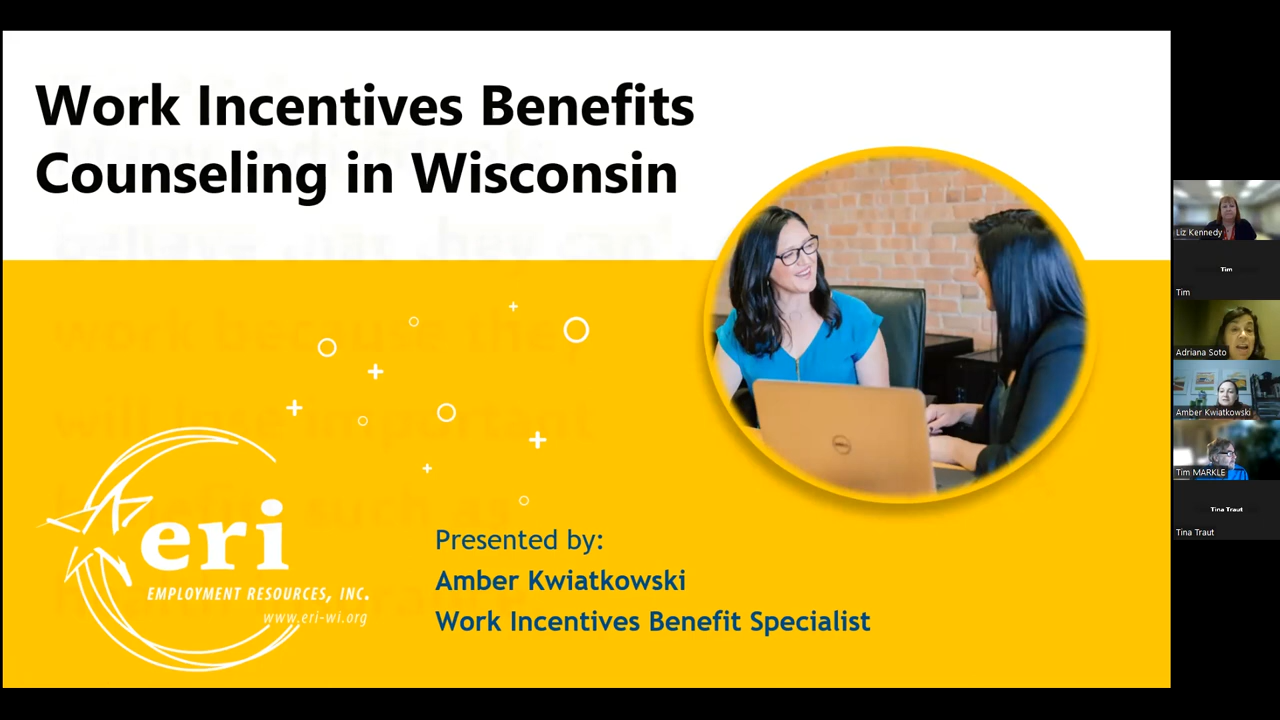 Work Incentives Benefits
Counseling in Wisconsin
eri
EMPLOYMENT RESOURCES, INC.
www.eri-wi.org
Presented by:
Amber Kwiatkowski
Work Incentives Benefit Specialist
Liz Kennedy
Tim
Tim
Adriana Soto
Amber Kwiatkowski
Tim MARKLE
Tina Traut
Tina Traut